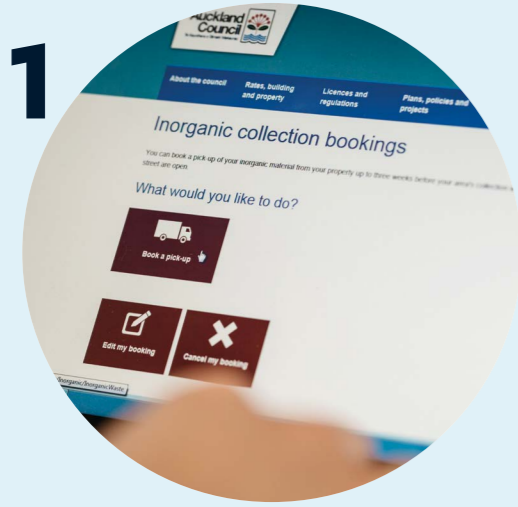 1
Auckland
Council
About the council
Rates, building
and property
Licences and
regulations
Plans, policies and
projects
Inorganic collection bookings
You can book a pick-up of your inorganic material from your property up to three weeks before your area's collection
street are open.
What would you like to do?
Book a pick-up
Edit my booking
Cancel my booking
/Inorganic/InorganicWaste